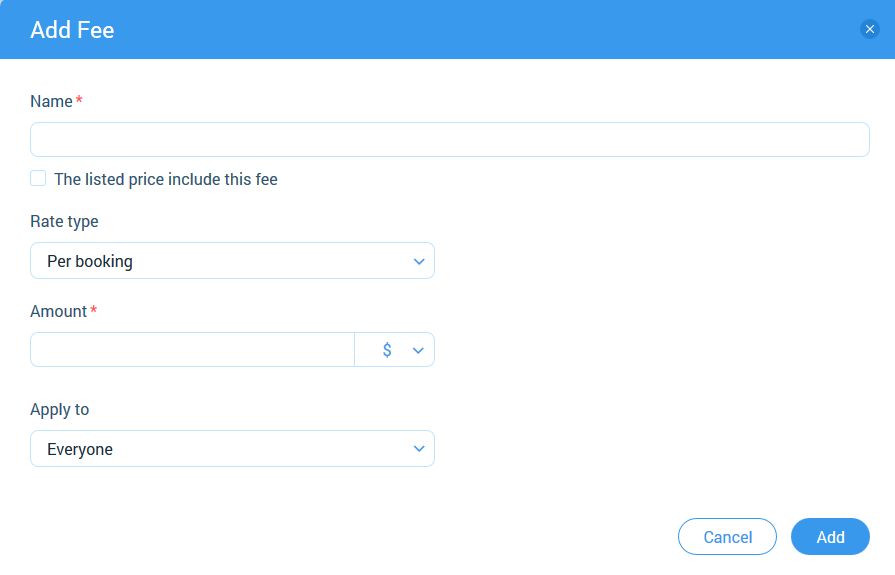 Add Fee
Name *
The listed price include this fee
Rate type
Per booking
Amount *
$
Apply to
Everyone
Cancel
Add